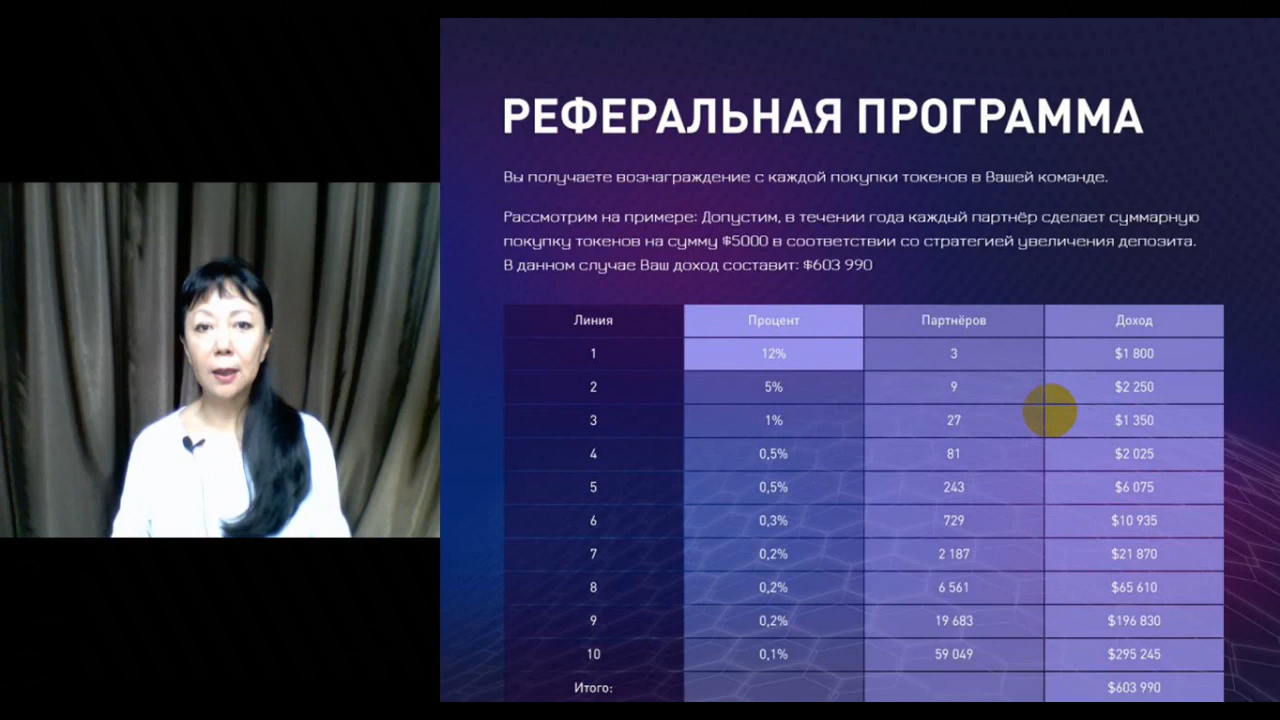 РЕФЕРАЛЬНАЯ ПРОГРАММА
Вы получаете вознаграждение с каждой покупки токенов в Вашей команде.
Рассмотрим на примере: Допустим, в течении года каждый партнёр сделает суммарную
покупку токенов на сумму $5000 в соответствии со стратегией увеличения депозита.
В данном случае Ваш доход составит: $603 990
Линия Процент Партнёров Доход
1 12% 3 $1 800
2 5% 9 $2 250
3 1% 27 $1 350
4 0,5% 81 $2 025
5 0,5% 243 $6 075
6 0,3% 729 $10 935
7 0,2% 2 187 $21 870
8 0,2% 6 561 $65 610
9 0,2% 19 683 $196 830
10 0,1% 59 049 $295 245
Итого: $603 990